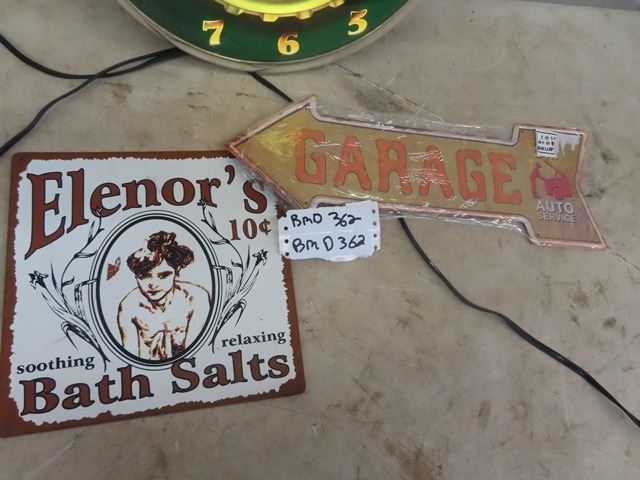 7 6 5
GARAGE
AUTO
SERVICE
BMD 362
BMD 362
Elenor's
10¢
soothing
relaxing
Bath Salts